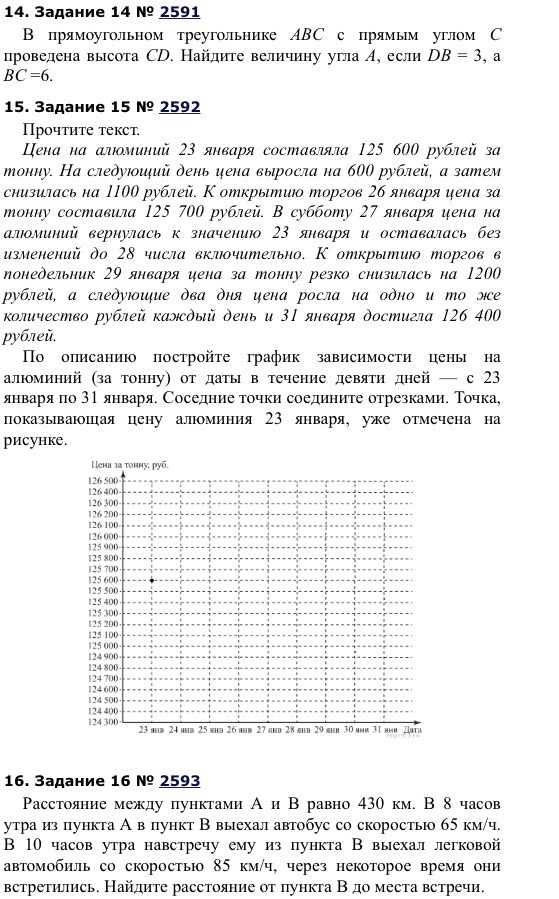 14. Задание 14 № 2591
В прямоугольном треугольнике ABC с прямым углом C
проведена высота CD. Найдите величину угла A, если DB = 3, а
BC =6.
15. Задание 15 № 2592
Прочтите текст.
Цена на алюминий 23 января составляла 125 600 рублей за
тонну. На следующий день цена выросла на 600 рублей, а затем
снизилась на 1100 рублей. К открытию торгов 26 января цена за
тонну составила 125 700 рублей. В субботу 27 января цена на
алюминий вернулась к значению 23 января и оставалась без
изменений до 28 числа включительно. К открытию торгов в
понедельник 29 января цена за тонну резко снизилась на 1200
рублей, а следующие два дня цена росла на одно и то же
количество рублей каждый день и 31 января достигла 126 400
рублей.
По описанию постройте график зависимости цены на
алюминий (за тонну) от даты в течение девяти дней — с 23
января по 31 января. Соседние точки соедините отрезками. Точка,
показывающая цену алюминия 23 января, уже отмечена на
рисунке.
Цена за тонну, руб.
126 500
126 400
126 300
126 200
126 100
126 000
125 900
125 800
125 700
125 600
125 500
125 400
125 300
125 200
125 100
125 000
124 900
124 800
124 700
124 600
124 500
124 400
124 300
23 янв 24 янв 25 янв 26 янв 27 янв 28 янв 29 янв 30 янв 31 янв Дата
16. Задание 16 № 2593
Расстояние между пунктами А и В равно 430 км. В 8 часов
утра из пункта А в пункт В выехал автобус со скоростью 65 км/ч.
В 10 часов утра навстречу ему из пункта В выехал легковой
автомобиль со скоростью 85 км/ч, через некоторое время они
встретились. Найдите расстояние от пункта В до места встречи.